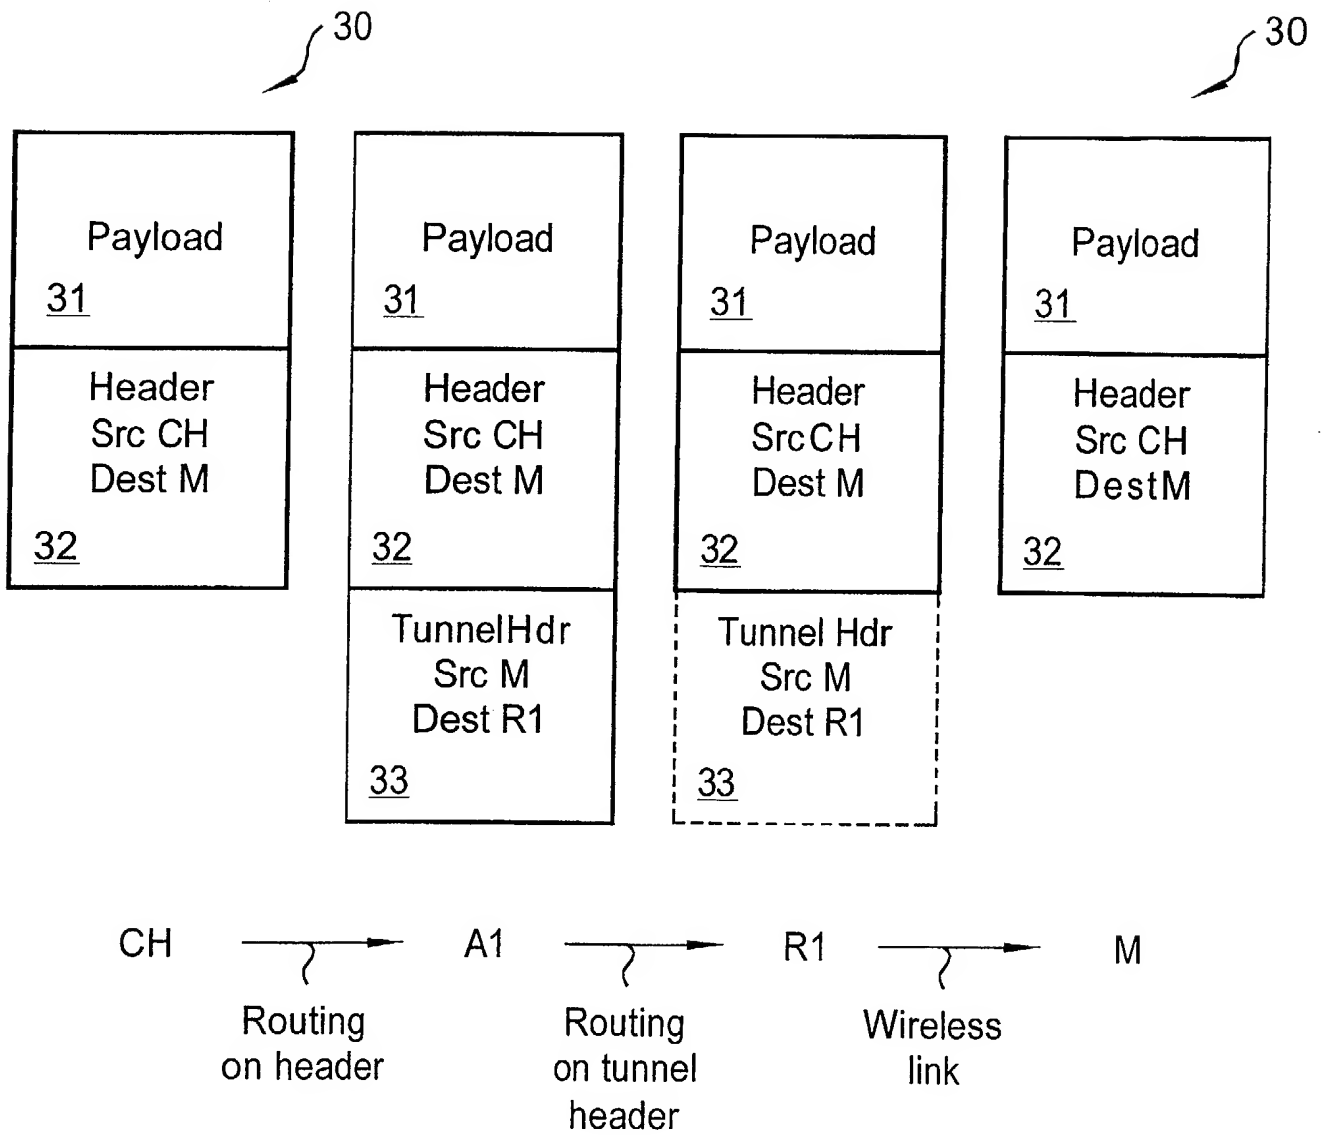 30
30
Payload
31
Header
Src CH
Dest M
32
Payload
31
Header
Src CH
Dest M
32
TunnelHdr
Src M
Dest R1
33
Payload
31
Header
SrcCH
Dest M
32
Tunnel Hdr
Src M
Dest R1
33
Payload
31
Header
Src CH
DestM
32
CH
A1
R1
M
Routing
on header
Routing
on tunnel
header
Wireless
link